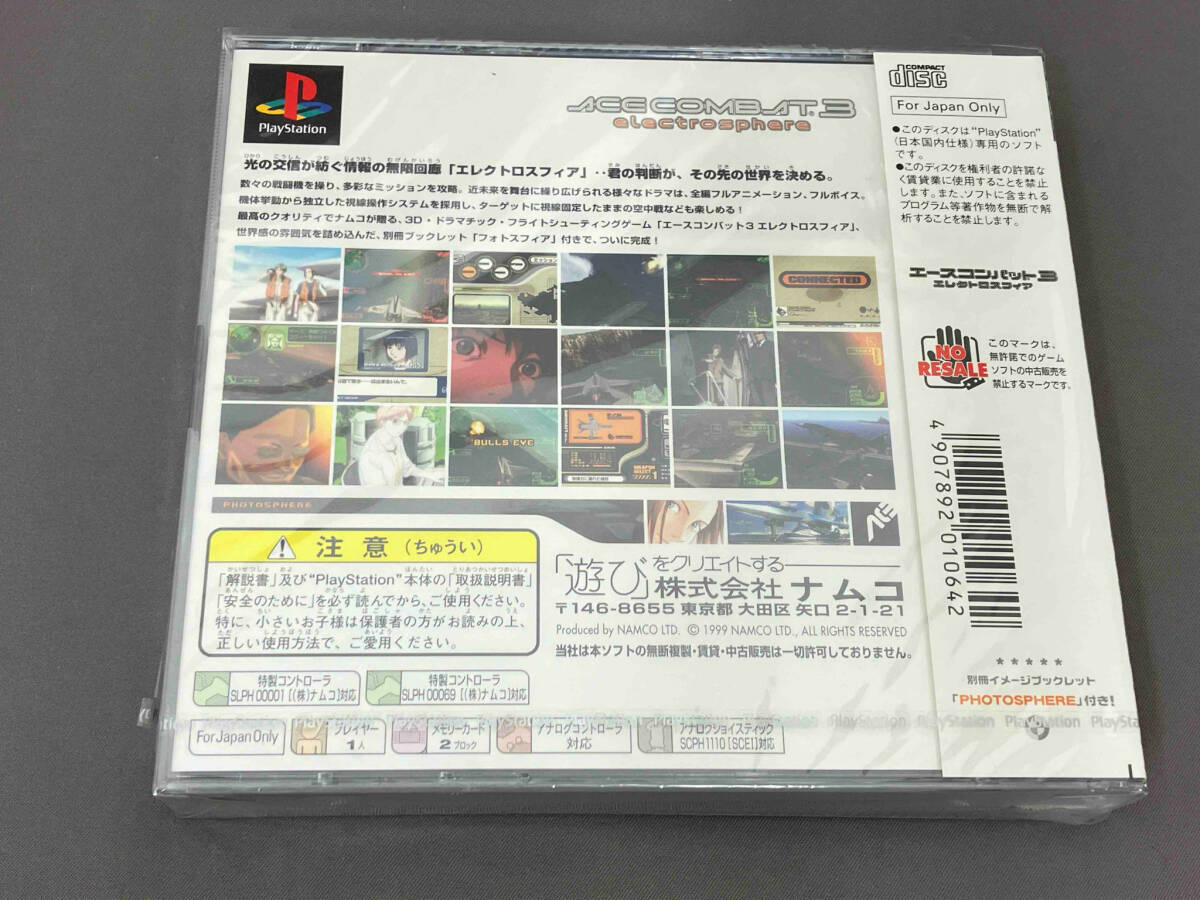 PlayStation
ACE COMBAT.3
electrosphere
光の交信が紡ぐ情報の無限回廊「エレクトロスフィア」‥君の判断が、その先の世界を決める。
数々の戦闘機を操り、多彩なミッションを攻略。近未来を舞台に繰り広げられる様々なドラマは、全編フルアニメーション、フルボイス。
機体挙動から独立した視線操作システムを採用し、ターゲットに視線固定したままの空中戦なども楽しめる!
最高のクオリティでナムコが贈る、3D・ドラマチック・フライトシューティングゲーム「エースコンバット3 エレクトロスフィア」、
世界感の雰囲気を詰め込んだ、別冊ブックレット「フォトスフィア」付きで、ついに完成!
CONNECTED
BULLS EYE
WEAPON
SELECT
PHOTOSPHERE
注意(ちゅうい)
「解説書」及び"PlayStation"本体の「取扱説明書」
「安全のために」を必ず読んでから、ご使用ください。
特に、小さいお子様は保護者の方がお読みの上、
正しい使用方法で、ご愛用ください。
「遊び」をクリエイトする
株式会社 ナムコ
〒146-8655 東京都 大田区 矢口 2-1-21
Produced by NAMCO LTD. © 1999 NAMCO LTD., ALL RIGHTS RESERVED
当社は本ソフトの無断複製・賃貸・中古販売は一切許可しておりません。
特製コントローラ
SLPH 00001 [(株)ナムコ]対応
特製コントローラ
SLPH 00069 [(株)ナムコ]対応
For Japan Only
プレイヤー
1人
メモリーカード
2 ブロック
アナログコントローラ
対応
アナログジョイスティック
SCPH1110 [SCEI]対応
COMPACT
disc
For Japan Only
●このディスクは"PlayStation"
(日本国内仕様)専用のソフト
です。
●このディスクを権利者の許諾な
く賃貸業に使用することを禁止
します。また、ソフトに含まれる
プログラム等著作物を無断で解
析することを禁止します。
エースコンバット3
エレクトロスフィア
NO
RESALE
このマークは、
無許諾でのゲーム
ソフトの中古販売を
禁止するマークです。
4907892010642
★★★★★
別冊イメージブックレット
「PHOTOSPHERE」付き!
PlayStation PlayStation PlayStation PlayStation PlayStation